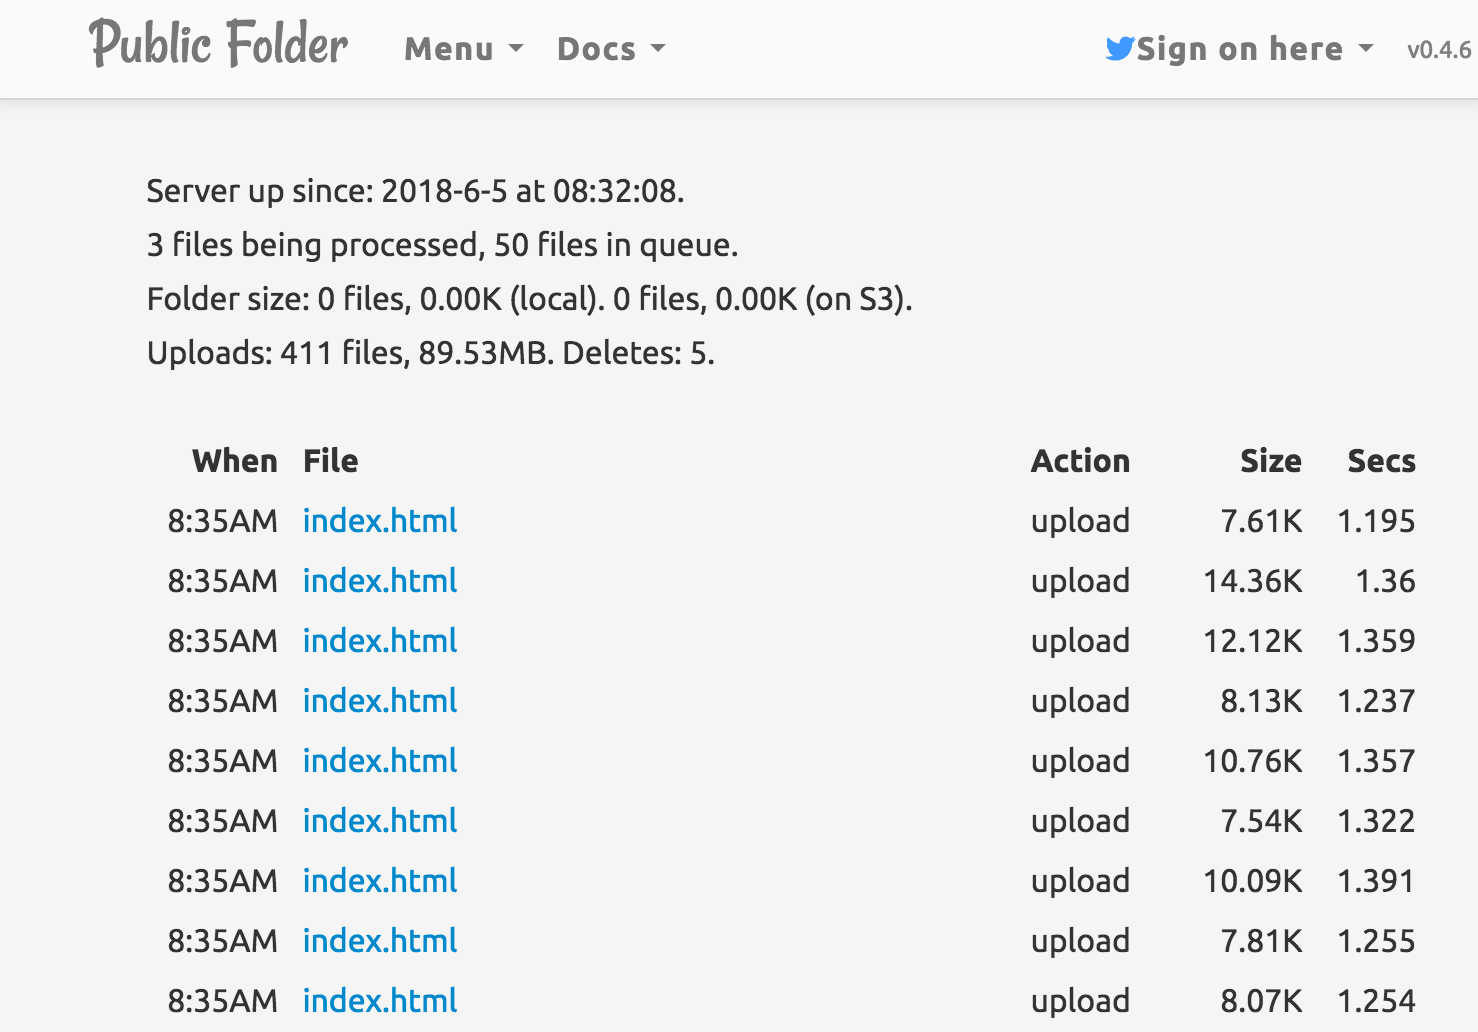 Public Folder Menu Docs Sign on here v0.4.6
Server up since: 2018-6-5 at 08:32:08.
3 files being processed, 50 files in queue.
Folder size: 0 files, 0.00K (local). 0 files, 0.00K (on S3).
Uploads: 411 files, 89.53MB. Deletes: 5.
When File Action Size Secs
8:35AM index.html upload 7.61K 1.195
8:35AM index.html upload 14.36K 1.36
8:35AM index.html upload 12.12K 1.359
8:35AM index.html upload 8.13K 1.237
8:35AM index.html upload 10.76K 1.357
8:35AM index.html upload 7.54K 1.322
8:35AM index.html upload 10.09K 1.391
8:35AM index.html upload 7.81K 1.255
8:35AM index.html upload 8.07K 1.254